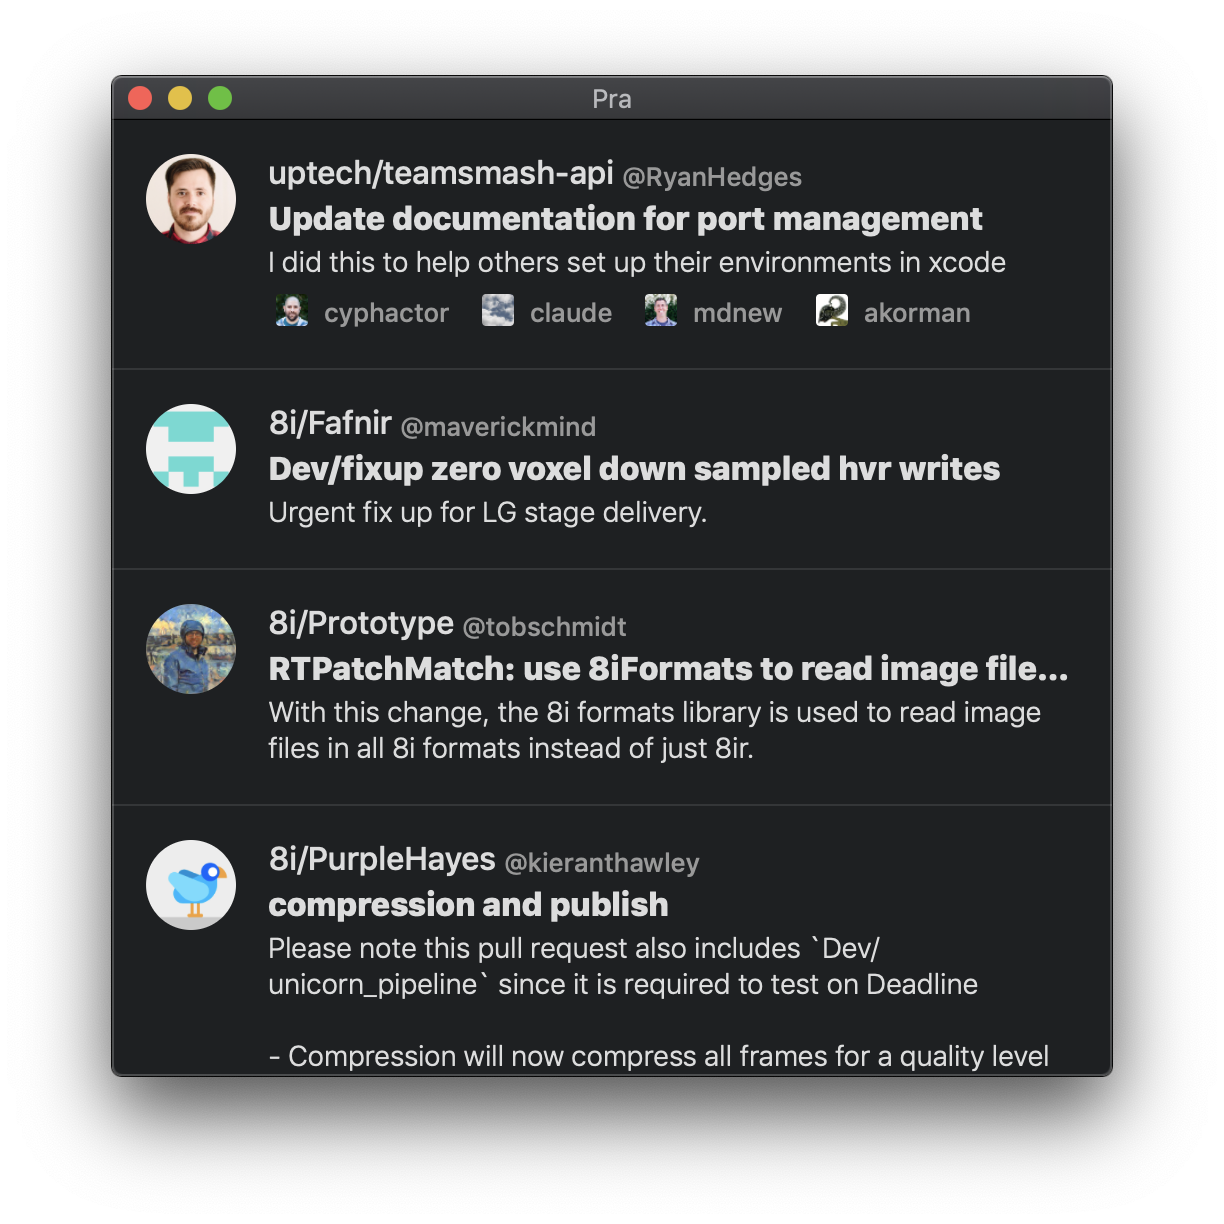 Pra
uptech/teamsmash-api @RyanHedges
Update documentation for port management
I did this to help others set up their environments in xcode
cyphactor claude mdnew akorman
8i/Fafnir @maverickmind
Dev/fixup zero voxel down sampled hvr writes
Urgent fix up for LG stage delivery.
8i/Prototype @tobschmidt
RTPatchMatch: use 8iFormats to read image file...
With this change, the 8i formats library is used to read image
files in all 8i formats instead of just 8ir.
8i/PurpleHayes @kieranthawley
compression and publish
Please note this pull request also includes `Dev/
unicorn_pipeline` since it is required to test on Deadline
- Compression will now compress all frames for a quality level